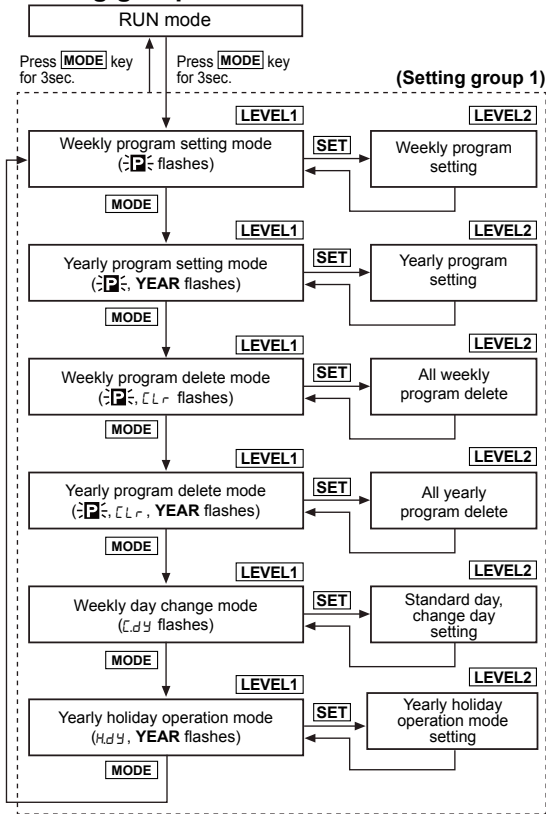 RUN mode
Press MODE key
for 3sec.
Press MODE key
for 3sec.
(Setting group 1)
LEVEL1
LEVEL2
Weekly program setting mode
(P flashes)
SET
Weekly program
setting
MODE
LEVEL1
LEVEL2
Yearly program setting mode
(P, YEAR flashes)
SET
Yearly program
setting
MODE
LEVEL1
LEVEL2
Weekly program delete mode
(P, CLr flashes)
SET
All weekly
program delete
MODE
LEVEL1
LEVEL2
Yearly program delete mode
(P, CLr, YEAR flashes)
SET
All yearly
program delete
MODE
LEVEL1
LEVEL2
Weekly day change mode
(C.dy flashes)
SET
Standard day,
change day
setting
MODE
LEVEL1
LEVEL2
Yearly holiday operation mode
(H.dy, YEAR flashes)
SET
Yearly holiday
operation mode
setting
MODE